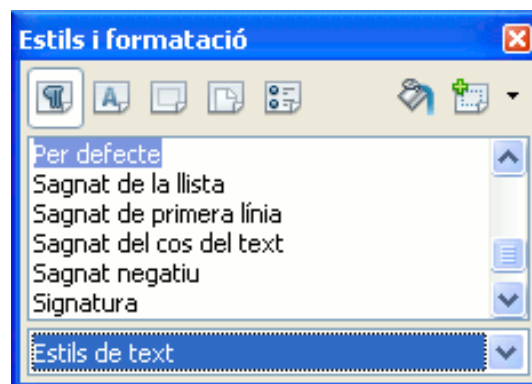 Estils i formatació
Per defecte
Sagnat de la llista
Sagnat de primera línia
Sagnat del cos del text
Sagnat negatiu
Signatura
Estils de text